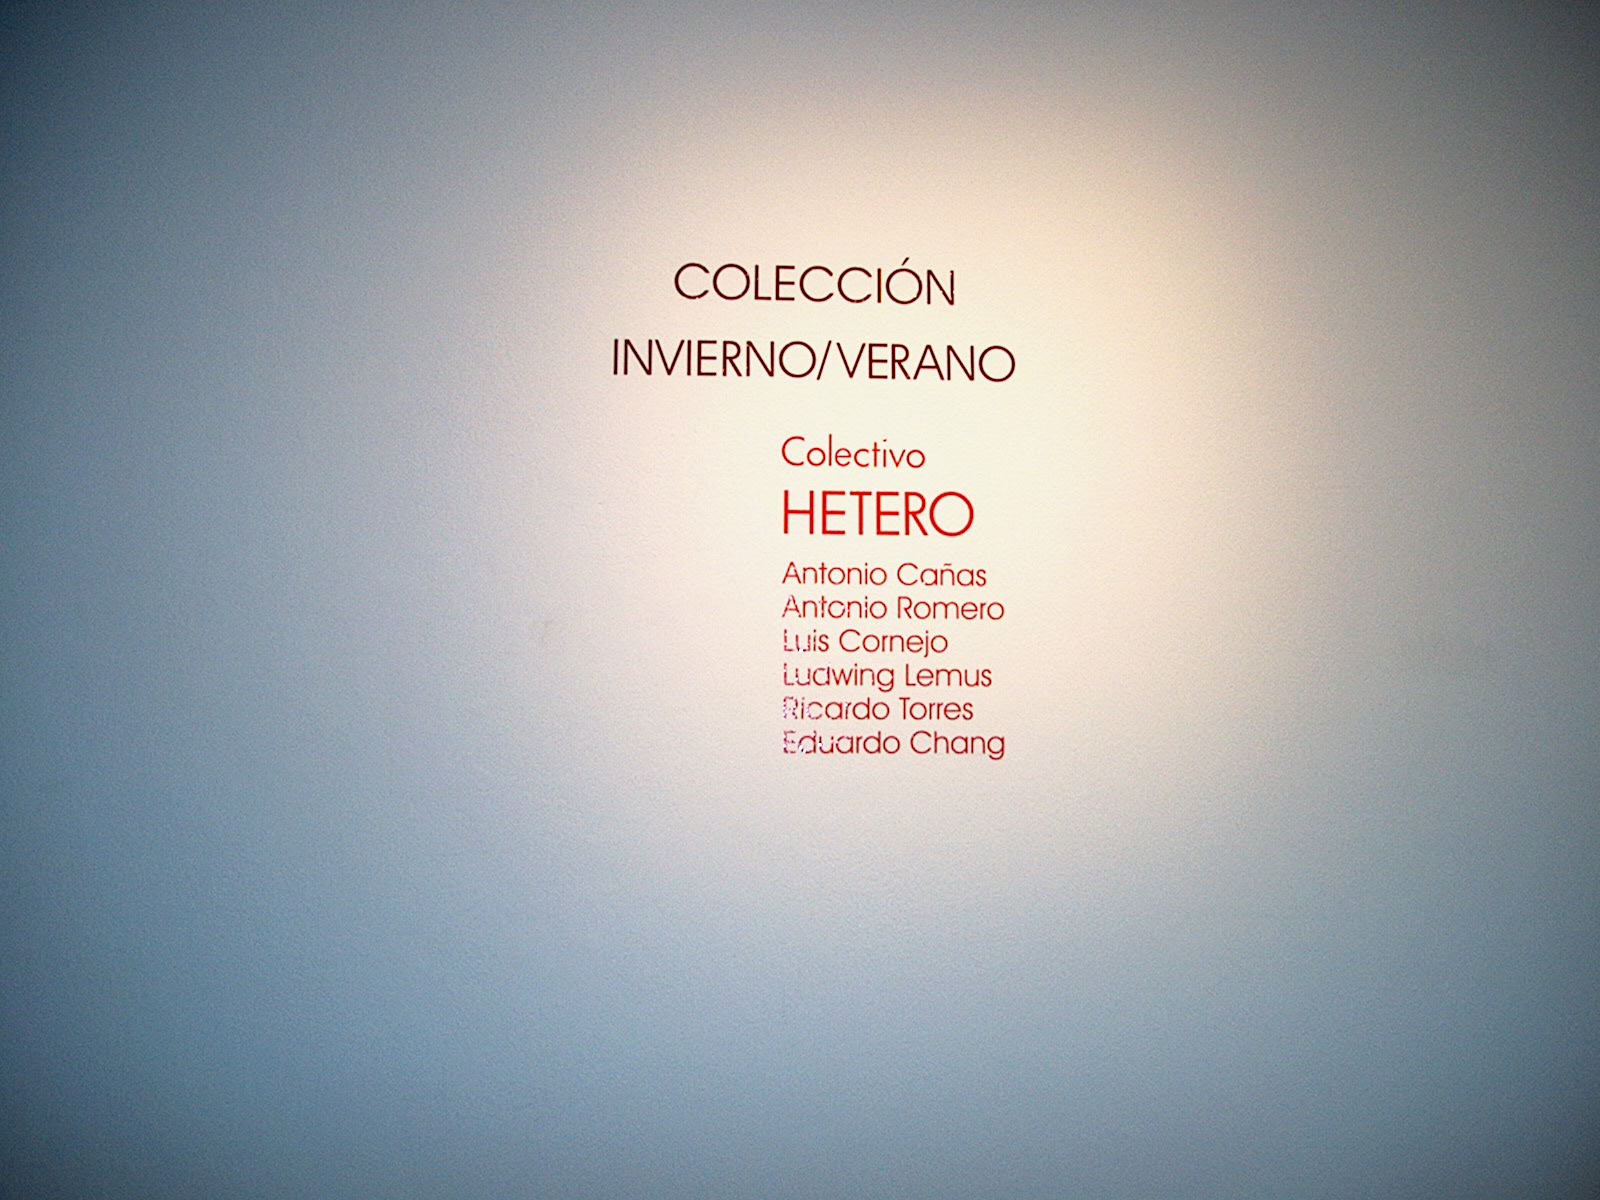 COLECCIÓN
INVIERNO/VERANO
Colectivo
HETERO
Antonio Cañas
Antonio Romero
Luis Cornejo
Ludwing Lemus
Ricardo Torres
Eduardo Chang